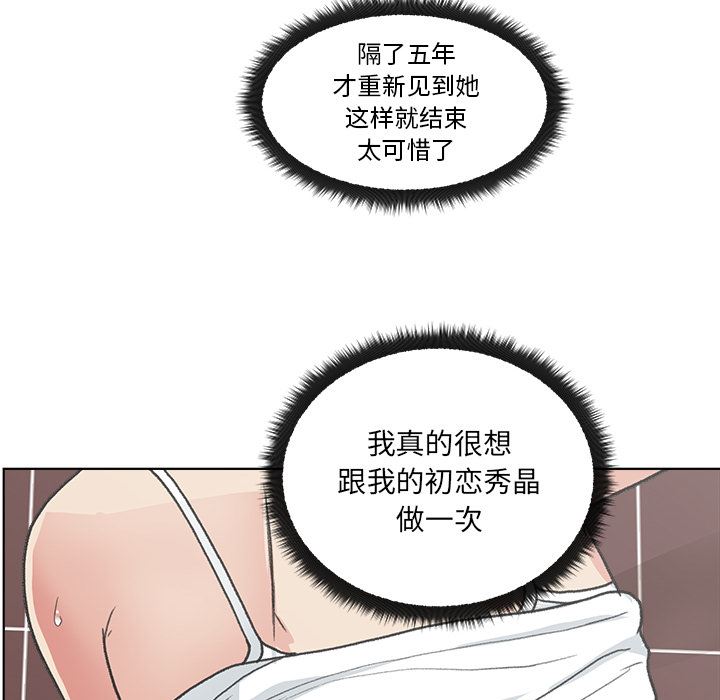 隔了五年
才重新见到她
这样就结束
太可惜了
我真的很想
跟我的初恋秀晶
做一次